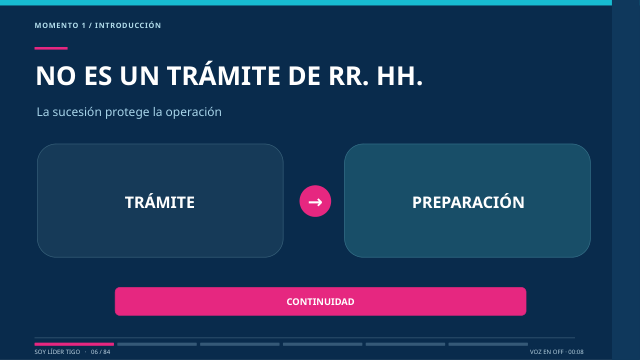 MOMENTO 1 / INTRODUCCIÓN
NO ES UN TRÁMITE DE RR. HH.
La sucesión protege la operación
TRÁMITE
→
PREPARACIÓN
CONTINUIDAD
SOY LÍDER TIGO · 06 / 84
VOZ EN OFF · 00:08